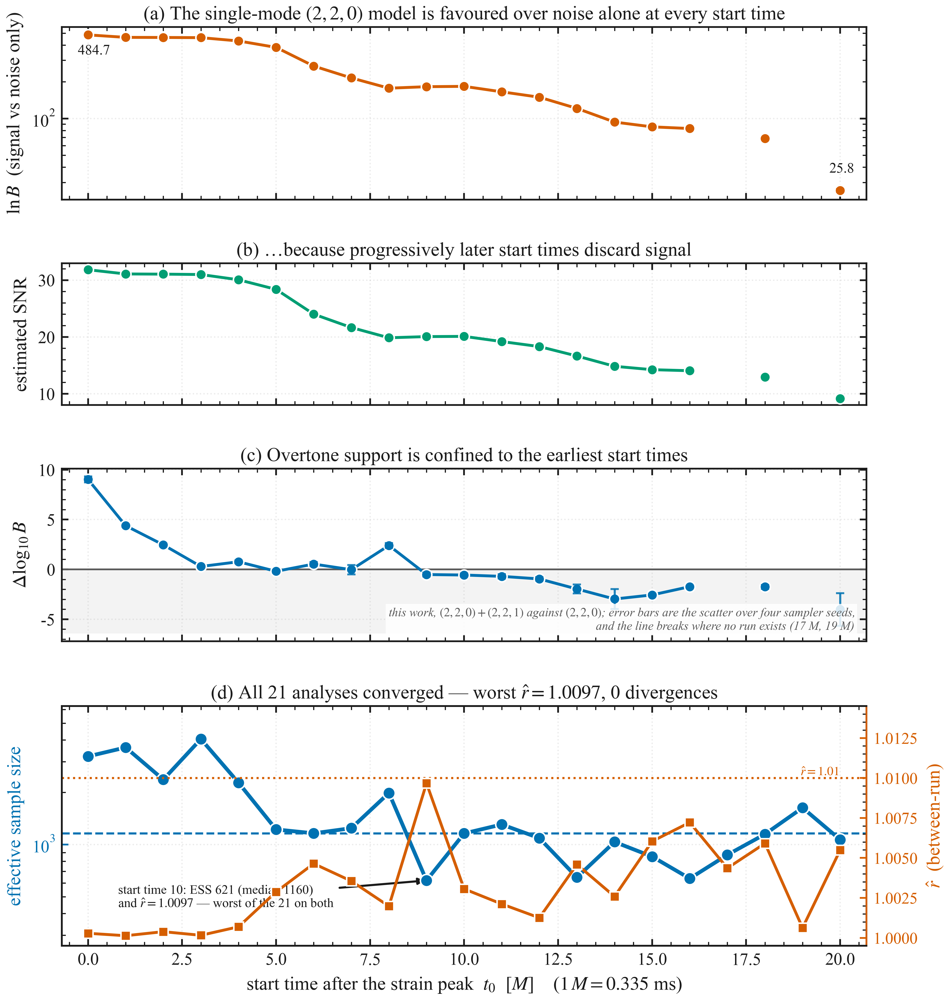 (a) The single-mode (2, 2, 0) model is favoured over noise alone at every start time
ln B (signal vs noise only)
10²
484.7
25.8
(b) …because progressively later start times discard signal
estimated SNR
30
20
10
(c) Overtone support is confined to the earliest start times
Δlog₁₀B
10
5
0
-5
this work, (2, 2, 0)+(2, 2, 1) against (2, 2, 0); error bars are the scatter over four sampler seeds,
and the line breaks where no run exists (17 M, 19 M)
(d) All 21 analyses converged — worst r̂=1.0097, 0 divergences
effective sample size
10³
r̂=1.01
start time 10: ESS 621 (median 1160)
and r̂=1.0097 — worst of the 21 on both
1.0125
1.0100
1.0075
1.0050
1.0025
1.0000
r̂ (between-run)
0.0 2.5 5.0 7.5 10.0 12.5 15.0 17.5 20.0
start time after the strain peak t₀ [M] (1 M=0.335 ms)